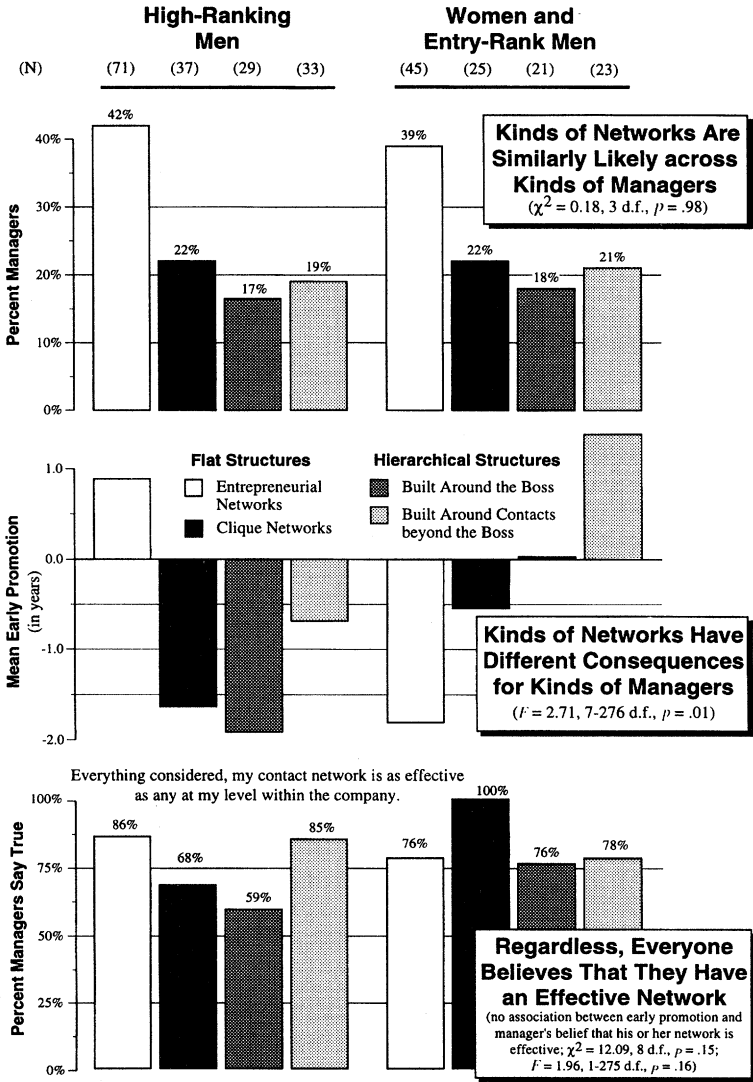 High-Ranking
Men
Women and
Entry-Rank Men
(N)
(71) (37) (29) (33) (45) (25) (21) (23)
42%
22%
17%
19%
39%
22%
18%
21%
40%
30%
20%
10%
0%
Percent Managers
Kinds of Networks Are
Similarly Likely across
Kinds of Managers
(χ² = 0.18, 3 d.f., p = .98)
Flat Structures
Entrepreneurial
Networks
Clique Networks
Hierarchical Structures
Built Around the Boss
Built Around Contacts
beyond the Boss
1.0
0.0
-1.0
-2.0
Mean Early Promotion
(in years)
Kinds of Networks Have
Different Consequences
for Kinds of Managers
(F = 2.71, 7-276 d.f., p = .01)
Everything considered, my contact network is as effective
as any at my level within the company.
100%
75%
50%
25%
0%
Percent Managers Say True
86%
68%
59%
85%
76%
100%
76%
78%
Regardless, Everyone
Believes That They Have
an Effective Network
(no association between early promotion and
manager's belief that his or her network is
effective; χ² = 12.09, 8 d.f., p = .15;
F = 1.96, 1-275 d.f., p = .16)